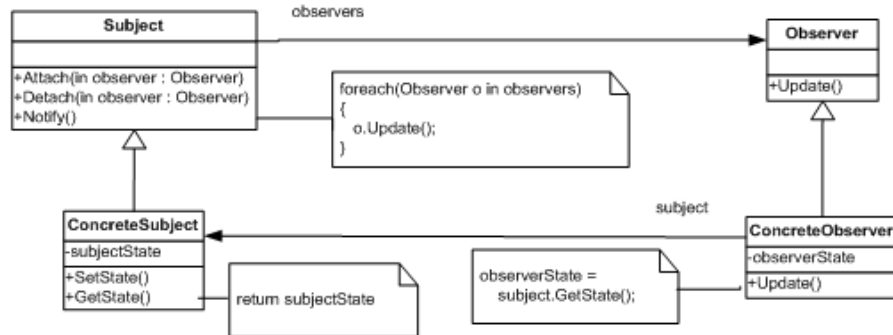 observers
Subject
+Attach(in observer : Observer)
+Detach(in observer : Observer)
+Notify()
Observer
+Update()
foreach(Observer o in observers)
{
o.Update();
}
subject
ConcreteSubject
-subjectState
+SetState()
+GetState()
return subjectState
observerState =
subject.GetState();
ConcreteObserver
-observerState
+Update()